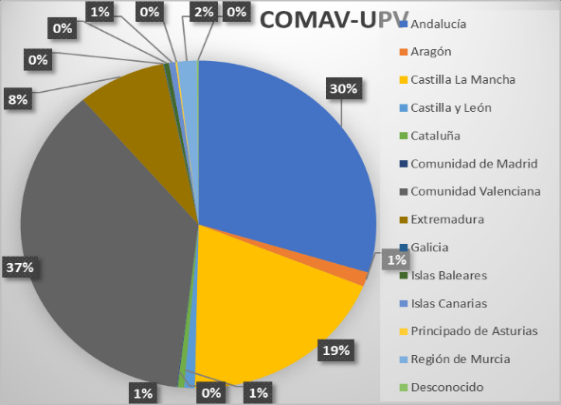 COMAV-UPV
0%
0%
1%
0%
2%
0%
8%
30%
37%
1%
19%
1%
0%
1%
Andalucía
Aragón
Castilla La Mancha
Castilla y León
Cataluña
Comunidad de Madrid
Comunidad Valenciana
Extremadura
Galicia
Islas Baleares
Islas Canarias
Principado de Asturias
Región de Murcia
Desconocido